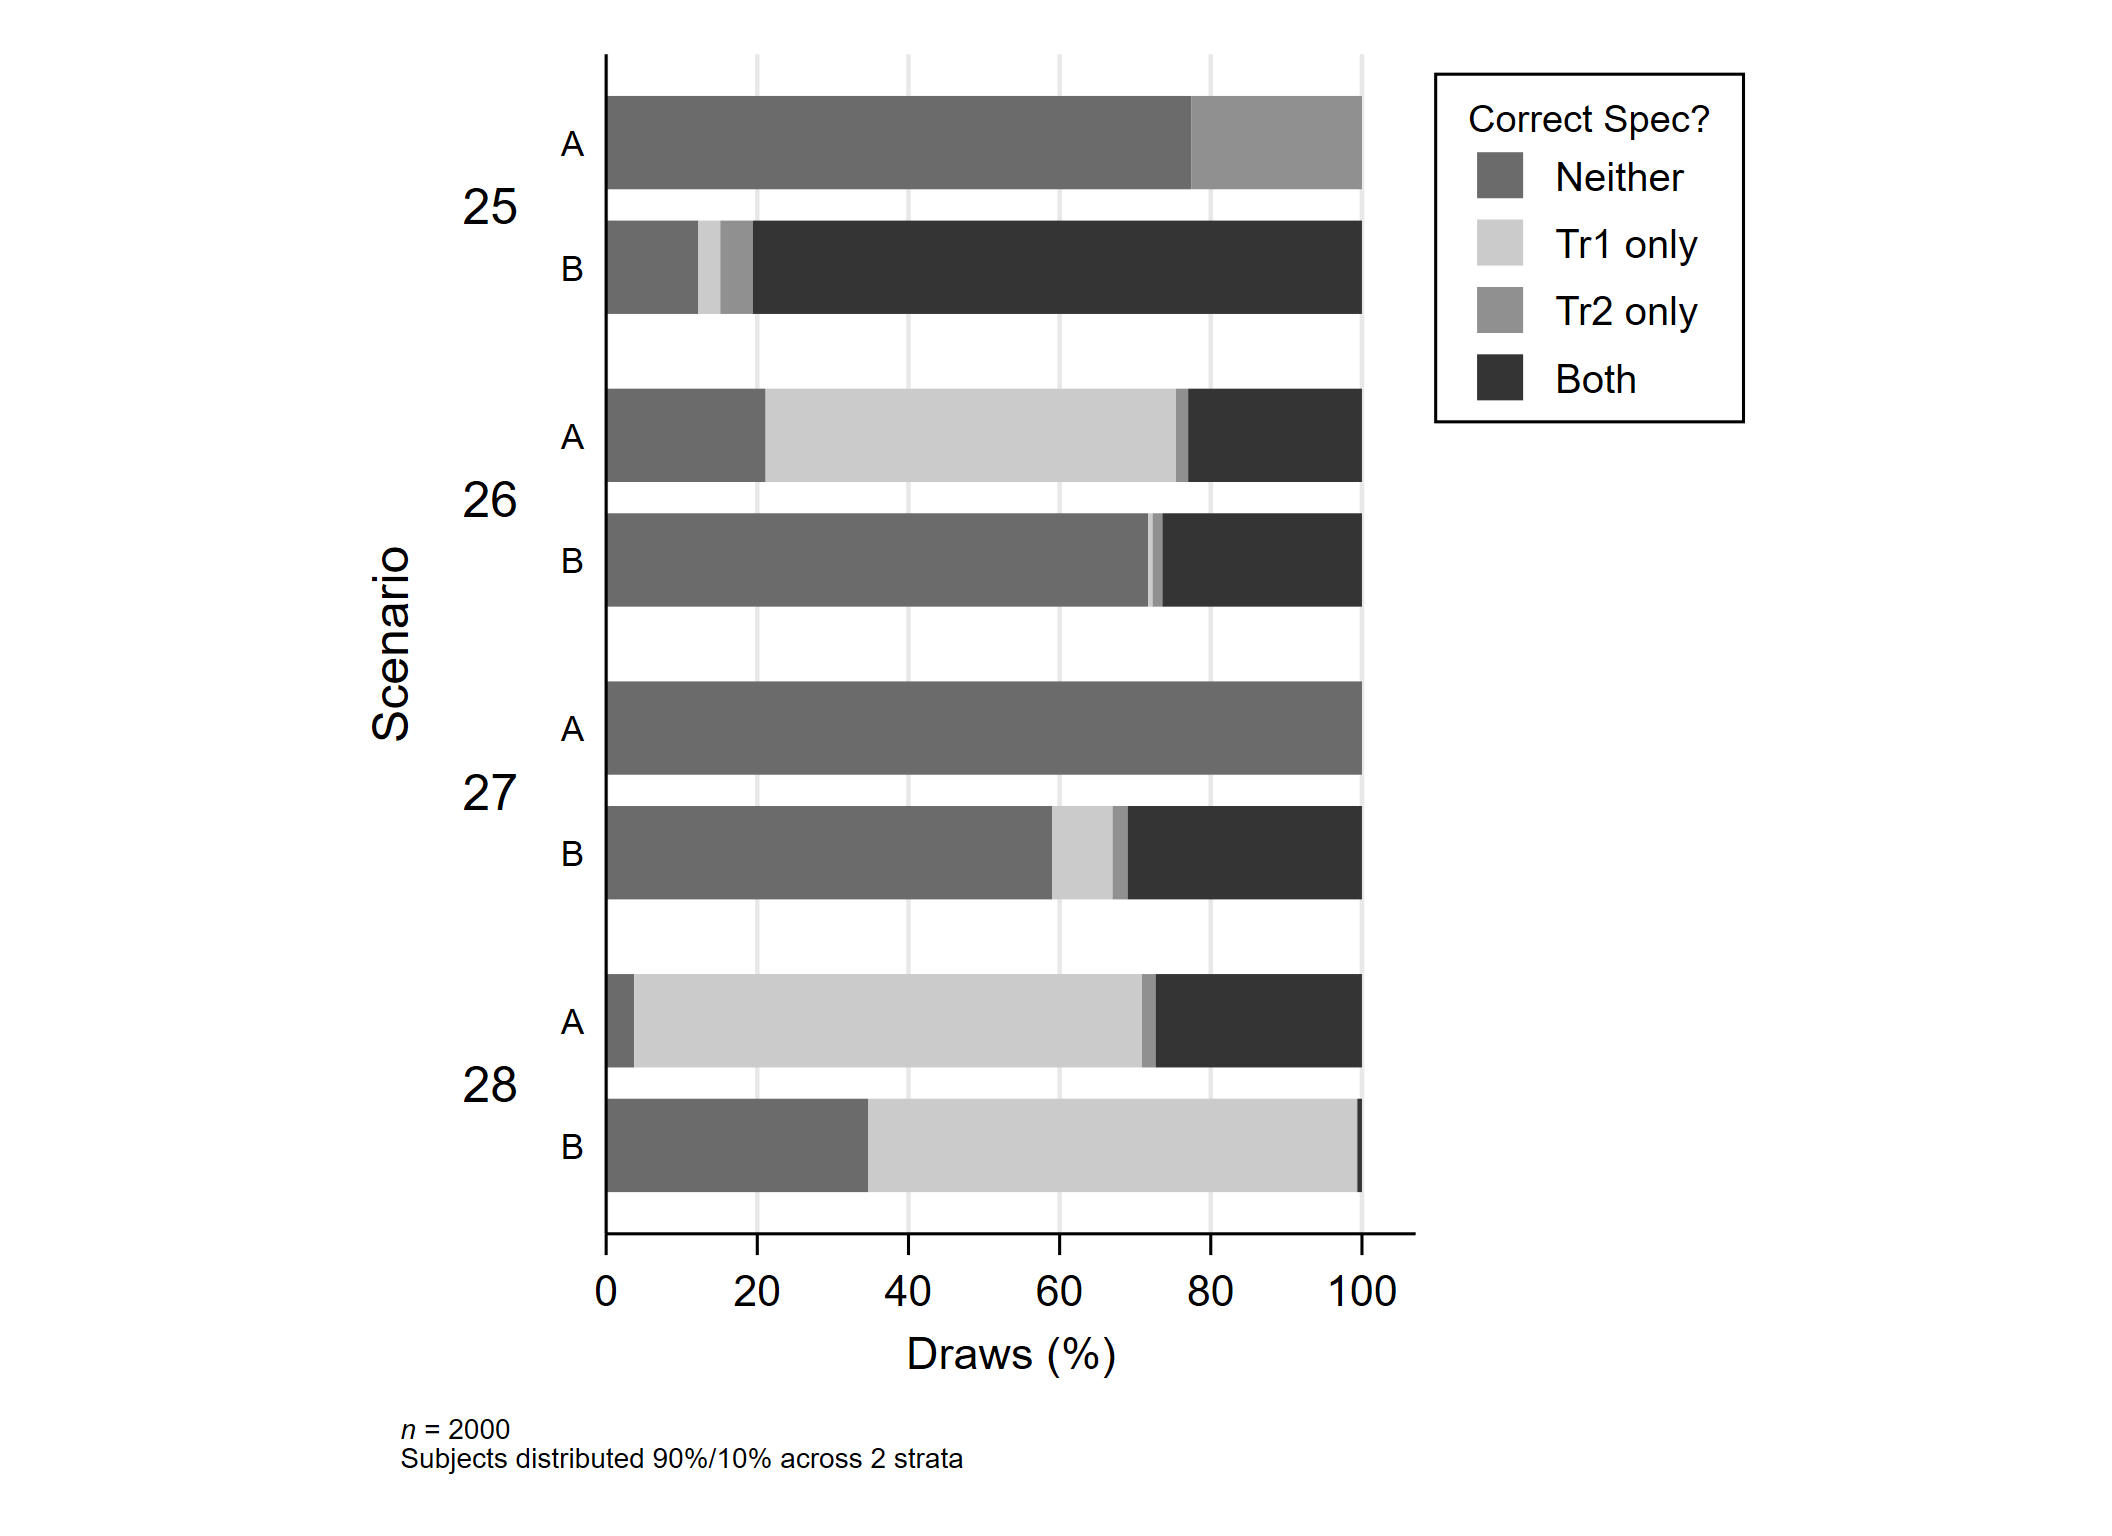 Correct Spec?
Neither
Tr1 only
Tr2 only
Both
Scenario
25
A
B
26
A
B
27
A
B
28
A
B
0 20 40 60 80 100
Draws (%)
n = 2000
Subjects distributed 90%/10% across 2 strata